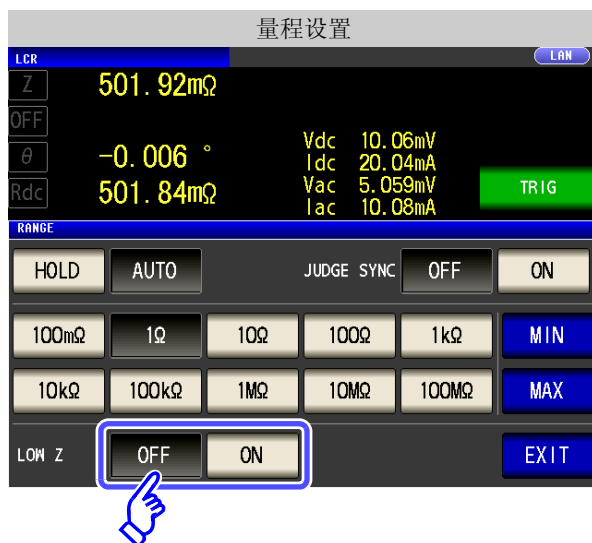 量程设置
LCR LAN
Z 501.92mΩ
OFF
θ -0.006 °
Rdc 501.84mΩ
Vdc 10.06mV
Idc 20.04mA
Vac 5.059mV
Iac 10.08mA
TRIG
RANGE
HOLD AUTO JUDGE SYNC OFF ON
100mΩ 1Ω 10Ω 100Ω 1kΩ MIN
10kΩ 100kΩ 1MΩ 10MΩ 100MΩ MAX
LOW Z OFF ON EXIT